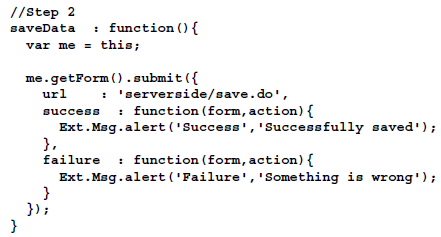 //Step 2
saveData  : function(){
  var me = this;

  me.getForm().submit({
    url     : 'serverside/save.do',
    success  : function(form,action){
      Ext.Msg.alert('Success','Successfully saved');
    },
    failure  : function(form,action){
      Ext.Msg.alert('Failure','Something is wrong');
    }
  });
}